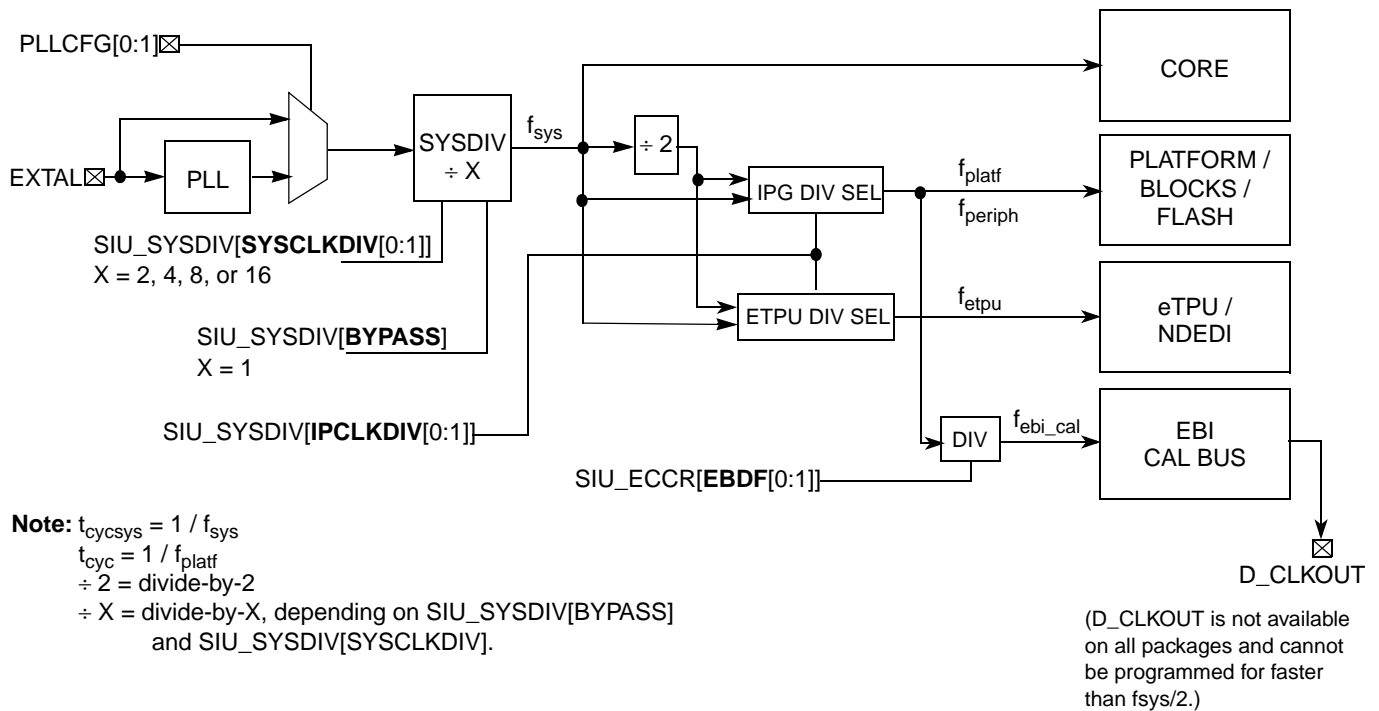 PLLCFG[0:1]
EXTAL
PLL
SYSDIV
÷ X
f_sys
÷ 2
IPG DIV SEL
ETPU DIV SEL
f_platf
f_periph
f_etpu
CORE
PLATFORM /
BLOCKS /
FLASH
eTPU /
NDEDI
SIU_SYSDIV[SYSCLKDIV[0:1]]
X = 2, 4, 8, or 16
SIU_SYSDIV[BYPASS]
X = 1
SIU_SYSDIV[IPCLKDIV[0:1]]
SIU_ECCR[EBDF[0:1]]
DIV
f_ebi_cal
EBI
CAL BUS
D_CLKOUT
(D_CLKOUT is not available
on all packages and cannot
be programmed for faster
than fsys/2.)
Note: t_cycsys = 1 / f_sys
t_cyc = 1 / f_platf
÷ 2 = divide-by-2
÷ X = divide-by-X, depending on SIU_SYSDIV[BYPASS]
and SIU_SYSDIV[SYSCLKDIV].